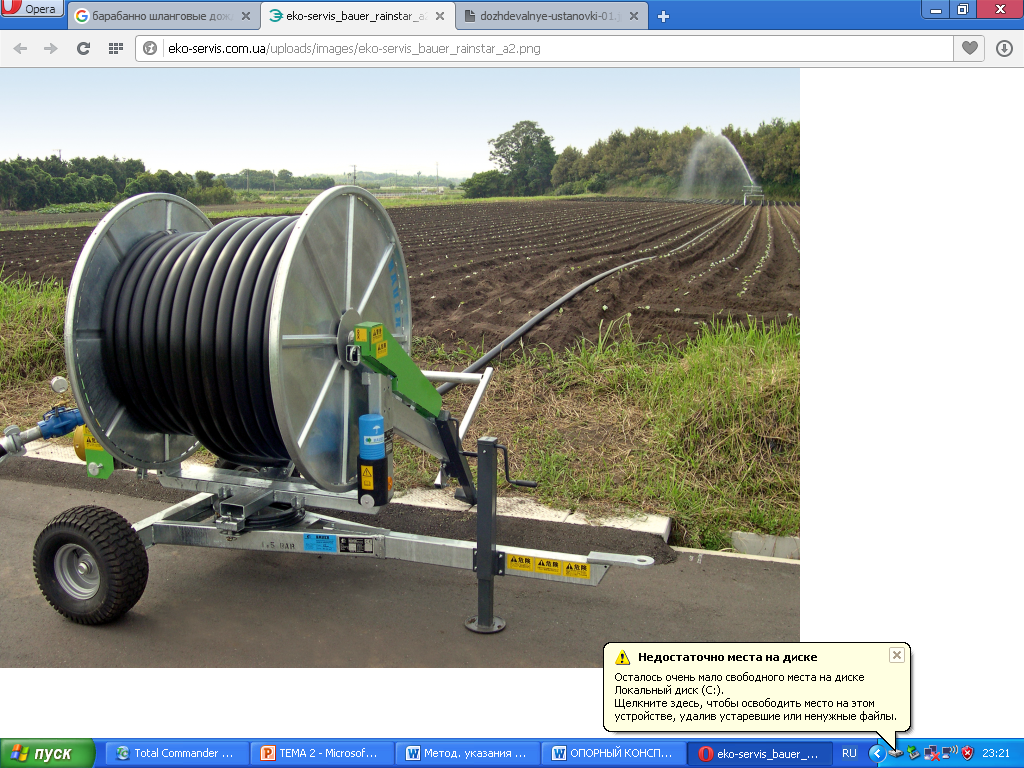 Opera
барабанно шланговые дож
eko-servis_bauer_rainstar_a
dozhdevalnye-ustanovki-01.
eko-servis.com.ua/uploads/images/eko-servis_bauer_rainstar_a2.png
危険 危険 危険
Недостаточно места на диске
Осталось очень мало свободного места на диске
Локальный диск (C:).
Щелкните здесь, чтобы освободить место на этом
устройстве, удалив устаревшие или ненужные файлы.
пуск
Total Commander ...
ТЕМА 2 - Microsof...
Метод. указания ...
ОПОРНЫЙ КОНСП...
eko-servis_bauer_...
RU
23:21